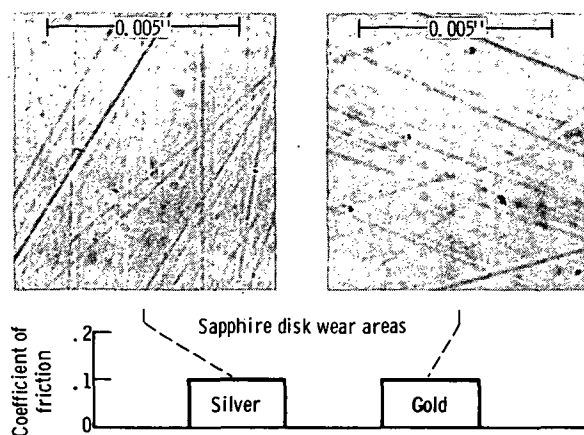 0.005"
0.005"
Sapphire disk wear areas
Coefficient of
friction
.2
.1
0
Silver
Gold